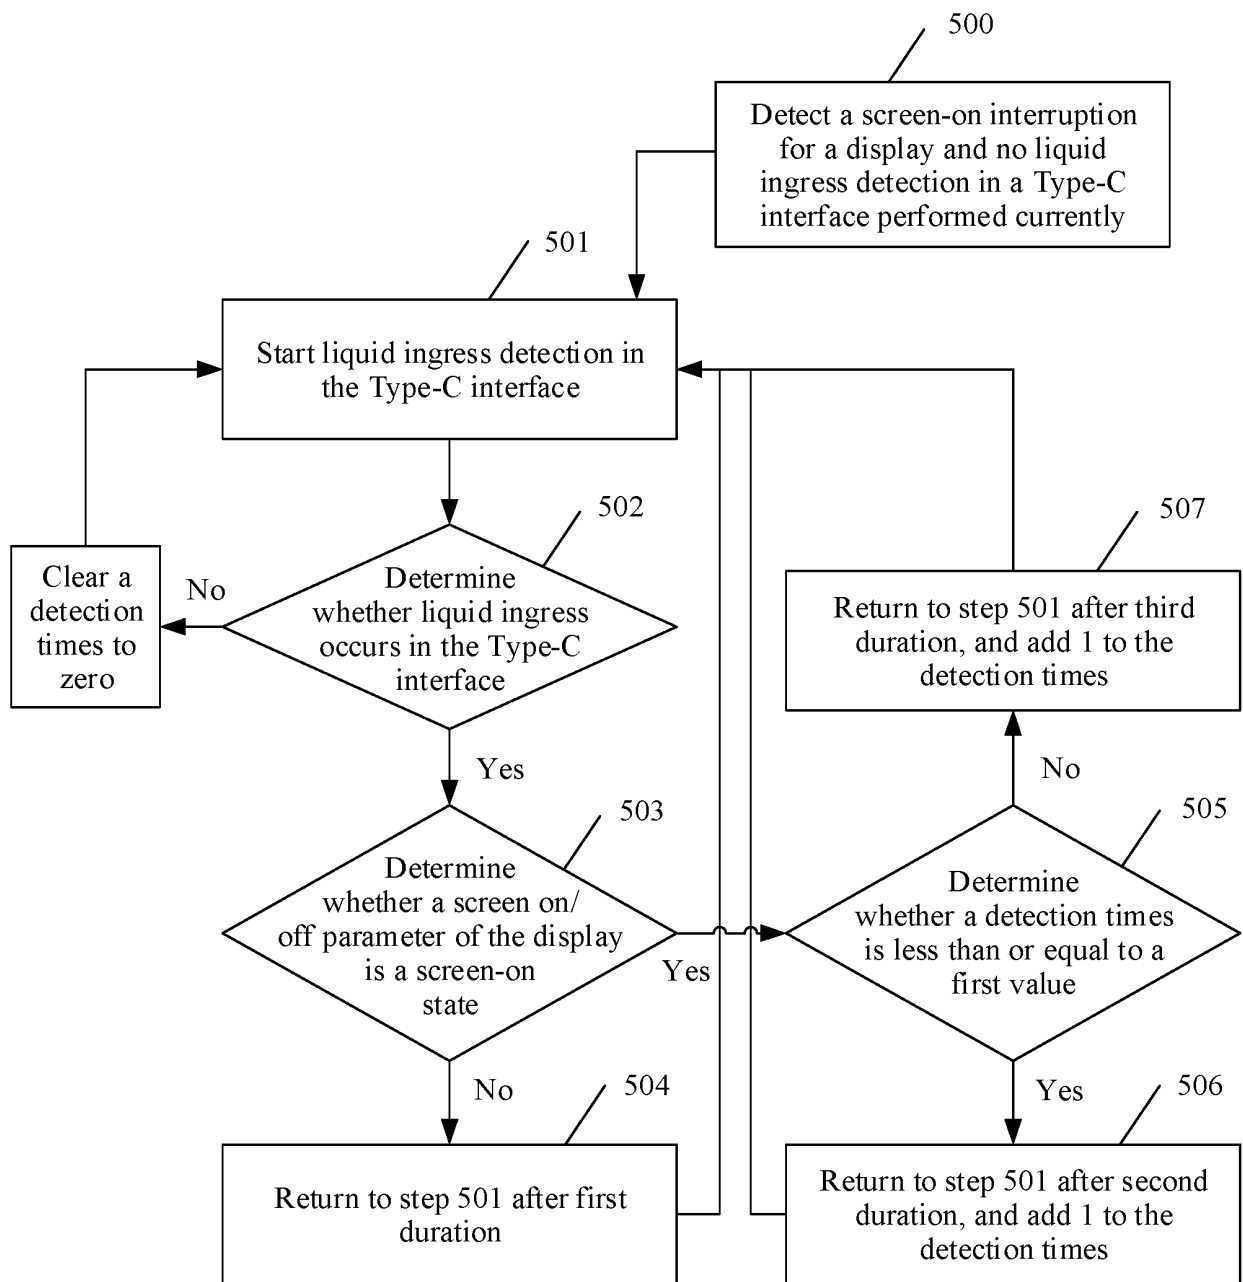 500
Detect a screen-on interruption
for a display and no liquid
ingress detection in a Type-C
interface performed currently
501
Start liquid ingress detection in
the Type-C interface
502
Determine
whether liquid ingress
occurs in the Type-C
interface
No
Clear a
detection
times to
zero
507
Return to step 501 after third
duration, and add 1 to the
detection times
Yes
No
503
Determine
whether a screen on/
off parameter of the display
is a screen-on
state
Yes
505
Determine
whether a detection times
is less than or equal to a
first value
No
504
Return to step 501 after first
duration
Yes
506
Return to step 501 after second
duration, and add 1 to the
detection times